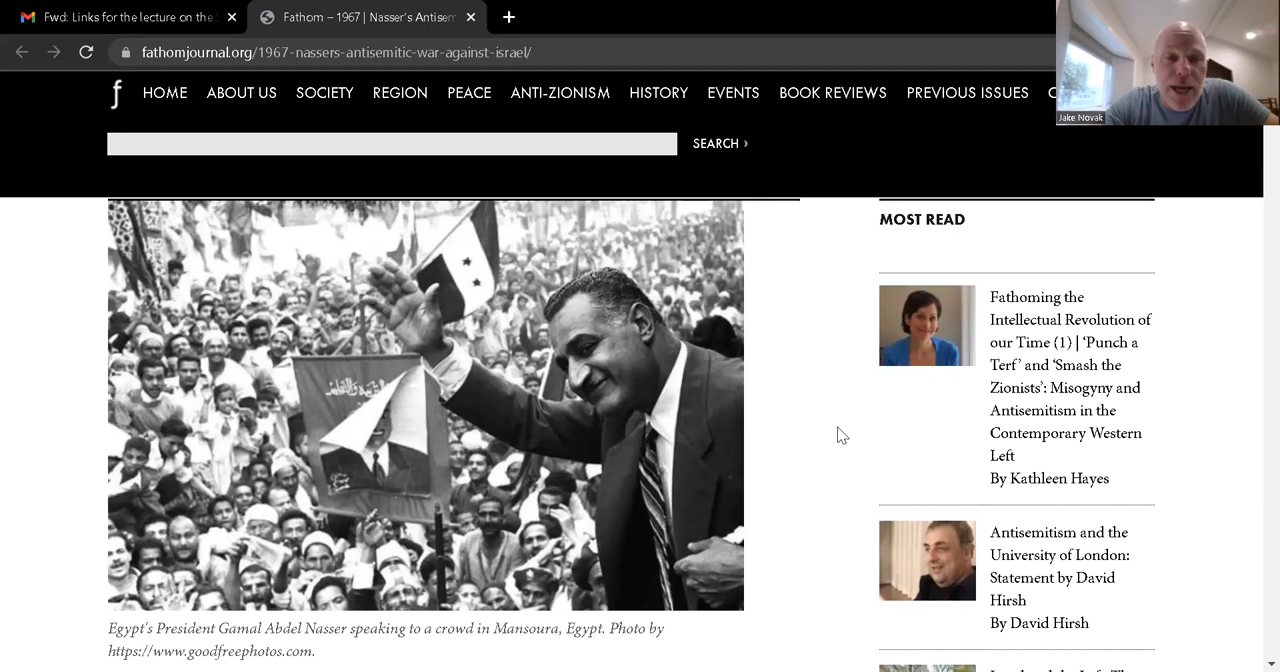 Fwd: Links for the lecture on the
Fathom – 1967 | Nasser's Antisem
fathomjournal.org/1967-nassers-antisemitic-war-against-israel/
Jake Novak
f HOME ABOUT US SOCIETY REGION PEACE ANTI-ZIONISM HISTORY EVENTS BOOK REVIEWS PREVIOUS ISSUES
SEARCH ›
MOST READ
Fathoming the
Intellectual Revolution of
our Time (1) | 'Punch a
Terf' and 'Smash the
Zionists': Misogyny and
Antisemitism in the
Contemporary Western
Left
By Kathleen Hayes
Antisemitism and the
University of London:
Statement by David
Hirsh
By David Hirsh
Egypt's President Gamal Abdel Nasser speaking to a crowd in Mansoura, Egypt. Photo by
https://www.goodfreephotos.com.